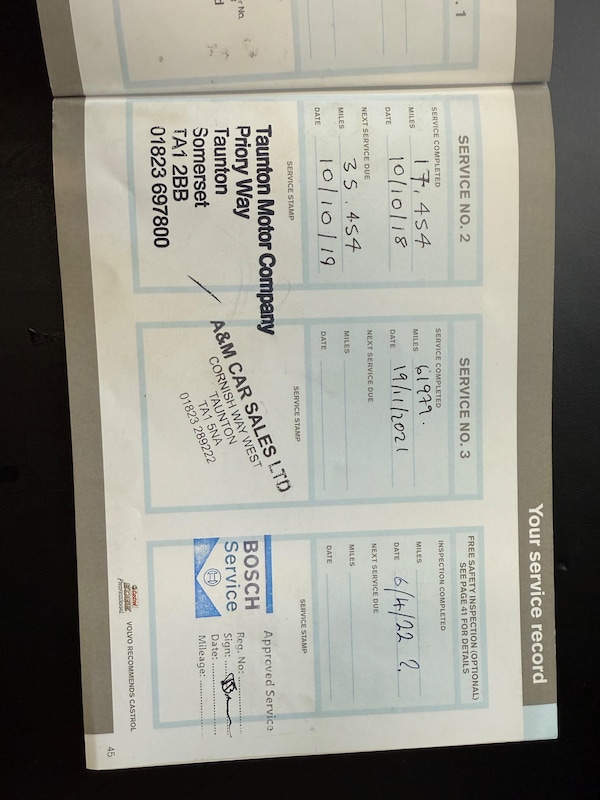 . 1
r No.
Your service record
SERVICE NO. 2
SERVICE COMPLETED
MILES 17,454
DATE 10/10/18
NEXT SERVICE DUE
MILES 35.454
DATE 10/10/19
SERVICE STAMP
Taunton Motor Company
Priory Way
Taunton
Somerset
TA1 2BB
01823 697800
SERVICE NO. 3
SERVICE COMPLETED
MILES 61979.
DATE 19/11/2021
NEXT SERVICE DUE
MILES
DATE
SERVICE STAMP
A&M CAR SALES LTD
CORNISH WAY WEST
TAUNTON
TA1 5NA
01823 289222
FREE SAFETY INSPECTION (OPTIONAL)
SEE PAGE 41 FOR DETAILS
INSPECTION COMPLETED
MILES
DATE 6/4/22 ?.
NEXT SERVICE DUE
MILES
DATE
SERVICE STAMP
BOSCH
Service
Approved Service
Reg. No:
Sign:
Date:
Mileage:
Castrol
EDGE
Professional
VOLVO RECOMMENDS CASTROL
45